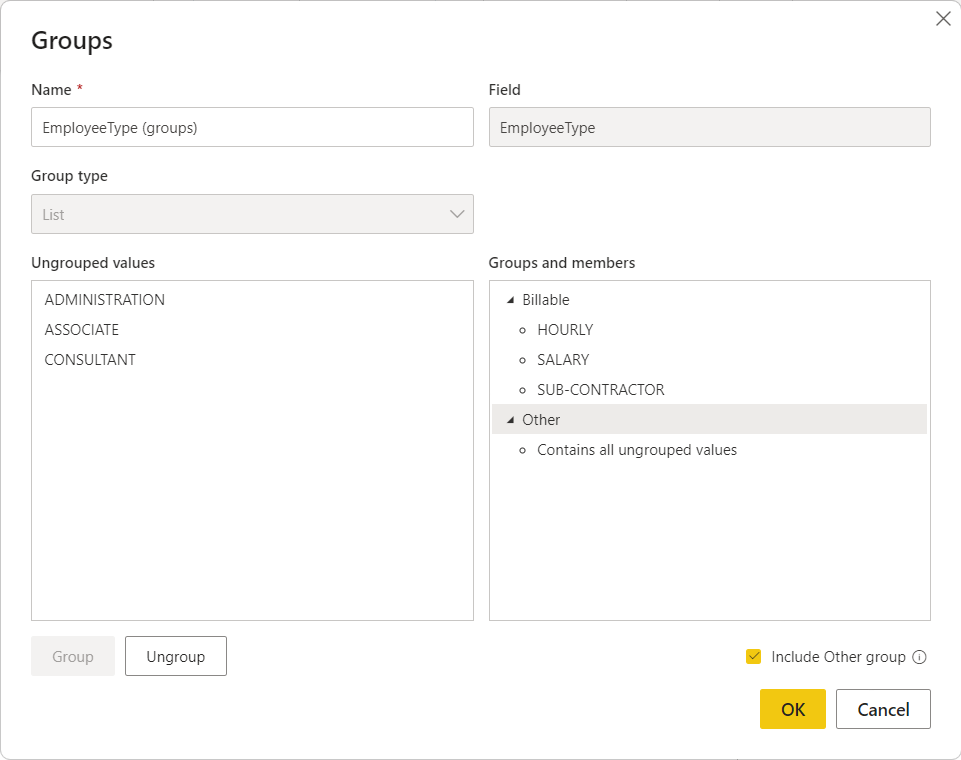 Groups
Name *
Field
EmployeeType (groups)
EmployeeType
Group type
List
Ungrouped values
Groups and members
ADMINISTRATION
ASSOCIATE
CONSULTANT
Billable
HOURLY
SALARY
SUB-CONTRACTOR
Other
Contains all ungrouped values
Group
Ungroup
Include Other group
OK
Cancel